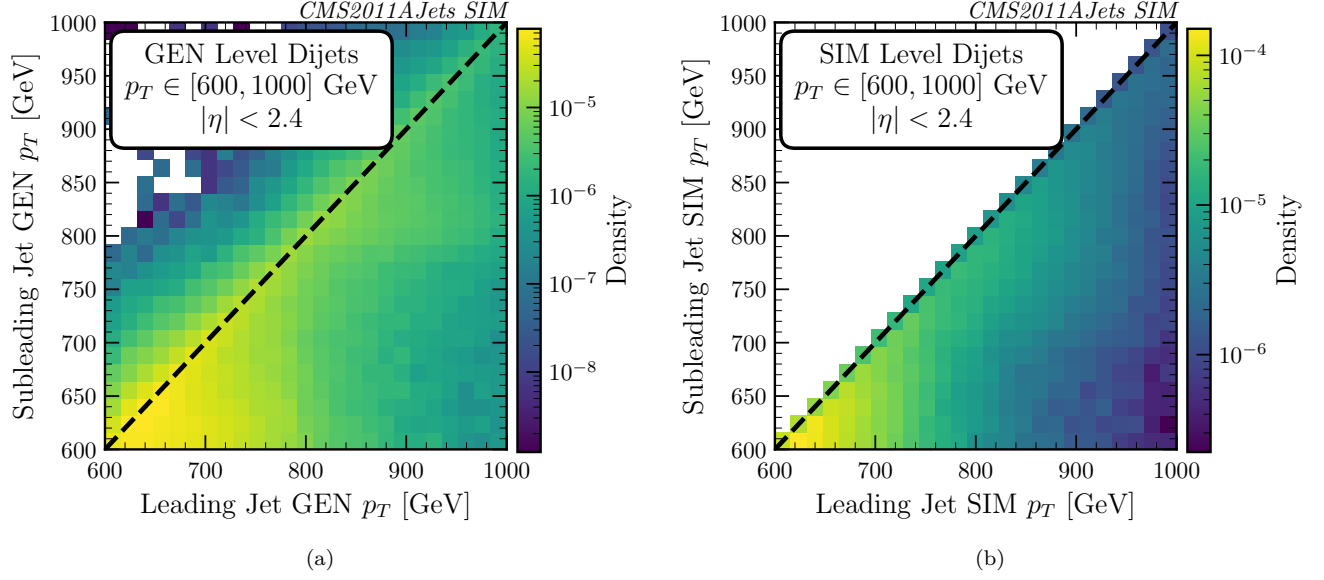 CMS2011AJets SIM
GEN Level Dijets
p_T ∈ [600, 1000] GeV
|η| < 2.4
1000
950
900
850
800
750
700
650
600
Subleading Jet GEN p_T [GeV]
600
700
800
900
1000
Leading Jet GEN p_T [GeV]
10^−5
10^−6
10^−7
10^−8
Density
(a)
CMS2011AJets SIM
SIM Level Dijets
p_T ∈ [600, 1000] GeV
|η| < 2.4
1000
950
900
850
800
750
700
650
600
Subleading Jet SIM p_T [GeV]
600
700
800
900
1000
Leading Jet SIM p_T [GeV]
10^−4
10^−5
10^−6
Density
(b)